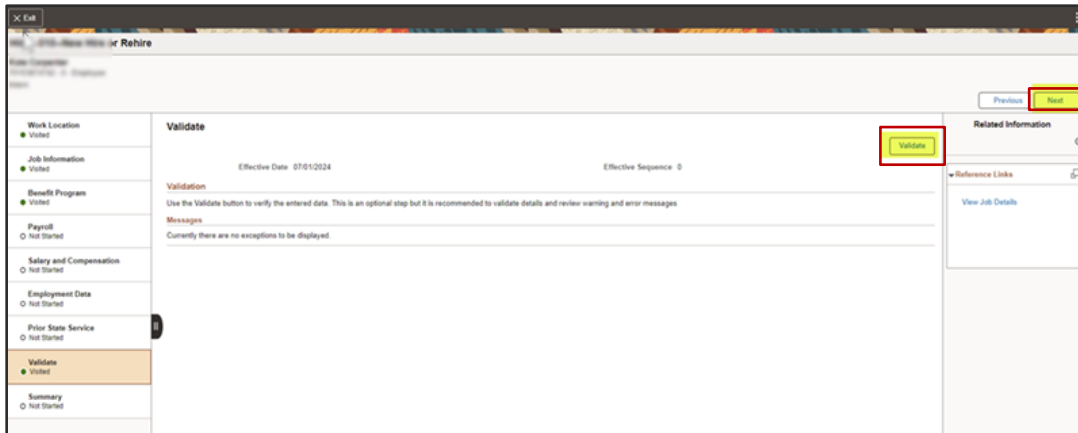 ✕ Exit
or Rehire
Previous
Next
Work Location
Visited
Job Information
Visited
Benefit Program
Visited
Payroll
Not Started
Salary and Compensation
Not Started
Employment Data
Not Started
Prior State Service
Not Started
Validate
Visited
Summary
Not Started
Validate
Validate
Effective Date 07/01/2024
Effective Sequence 0
Validation
Use the Validate button to verify the entered data. This is an optional step but it is recommended to validate details and review warning and error messages
Messages
Currently there are no exceptions to be displayed.
Related Information
Reference Links
View Job Details